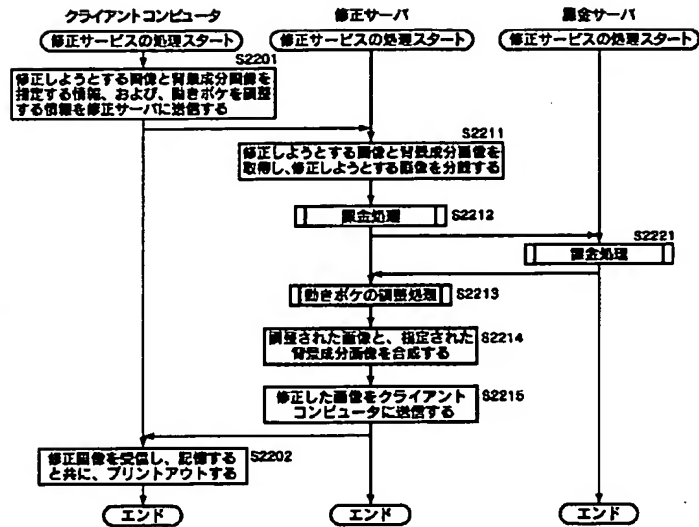 クライアントコンピュータ
修正サーバ
課金サーバ
修正サービスの処理スタート
修正サービスの処理スタート
修正サービスの処理スタート
S2201
修正しようとする画像と背景成分画像を
指定する情報、および、動きボケを調整
する情報を修正サーバに送信する
S2211
修正しようとする画像と背景成分画像を
取得し、修正しようとする画像を分離する
課金処理
S2212
S2221
課金処理
動きボケの調整処理
S2213
調整された画像と、指定された
背景成分画像を合成する
S2214
修正した画像をクライアント
コンピュータに送信する
S2215
修正画像を受信し、記憶する
と共に、プリントアウトする
S2202
エンド
エンド
エンド